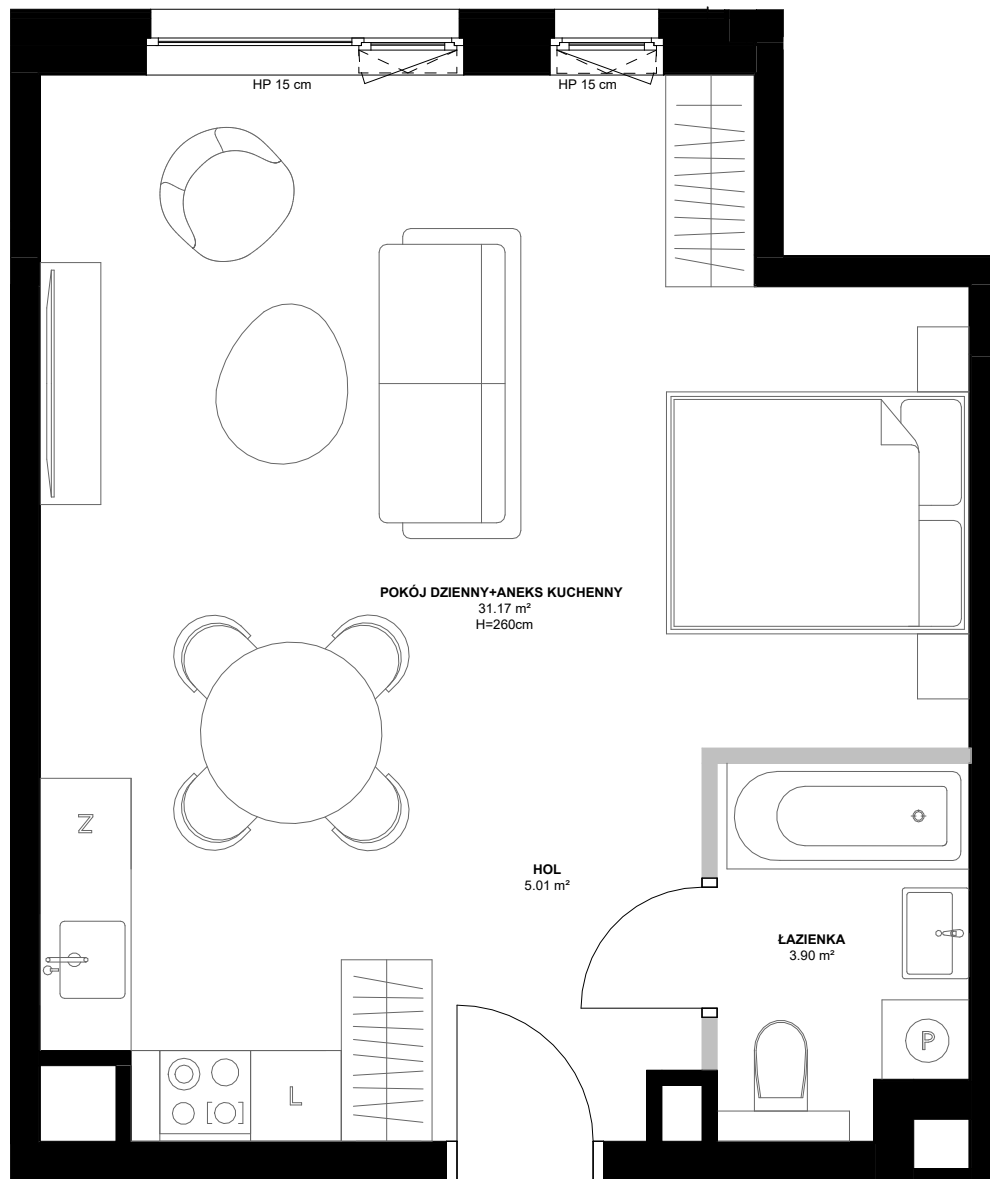 HP 15 cm
HP 15 cm
POKÓJ DZIENNY+ANEKS KUCHENNY
31.17 m²
H=260cm
Z
HOL
5.01 m²
ŁAZIENKA
3.90 m²
P
L